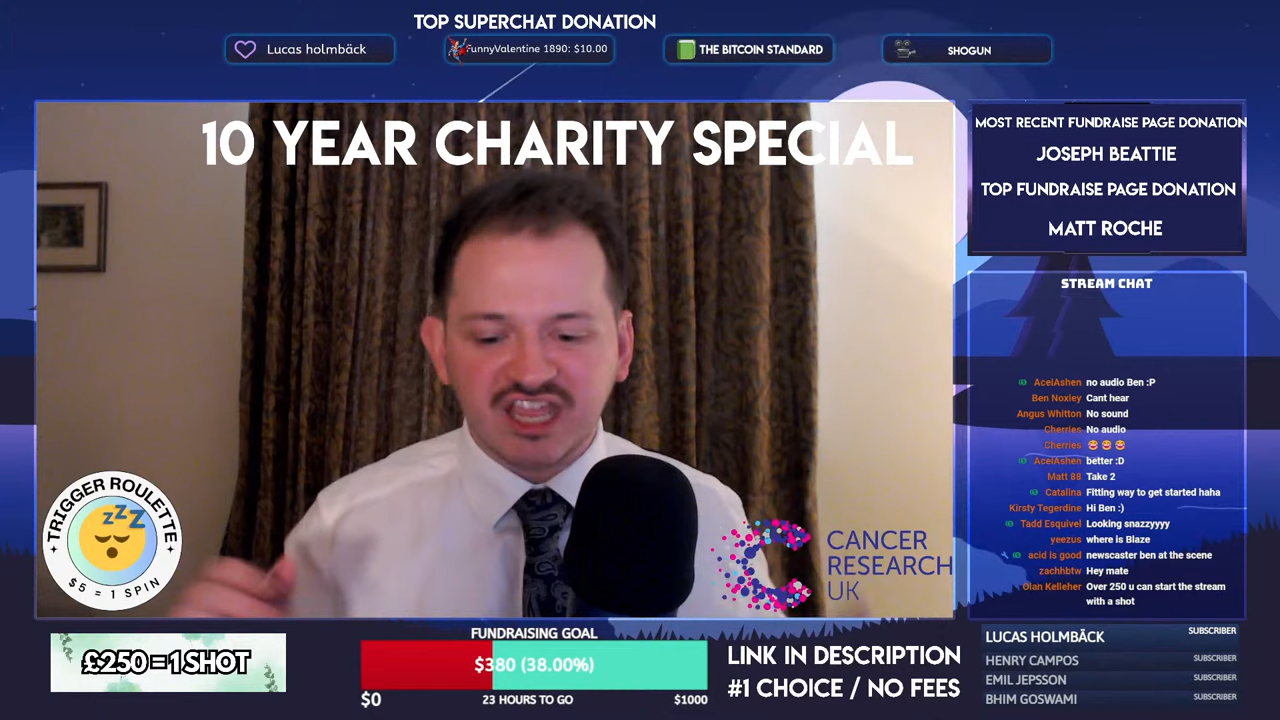 TOP SUPERCHAT DONATION
Lucas holmbäck
FunnyValentine 1890: $10.00
THE BITCOIN STANDARD
SHOGUN
10 YEAR CHARITY SPECIAL
MOST RECENT FUNDRAISE PAGE DONATION
JOSEPH BEATTIE
TOP FUNDRAISE PAGE DONATION
MATT ROCHE
STREAM CHAT
AceiAshen no audio Ben :P
Ben Noxley Cant hear
Angus Whitton No sound
Cherries No audio
Cherries 🥰 🥰 🥰
AceiAshen better :D
Matt 88 Take 2
Catalina Fitting way to get started haha
Kirsty Tegerdine Hi Ben :)
Tadd Esquivel Looking snazzyyyy
yeezus where is Blaze
acid is good newscaster ben at the scene
zachhbtw Hey mate
Olan Kelleher Over 250 u can start the stream
with a shot
TRIGGER ROULETTE
zzz
$5 = 1 SPIN
CANCER
RESEARCH
UK
£250 = 1 SHOT
FUNDRAISING GOAL
$380 (38.00%)
$0
23 HOURS TO GO
$1000
LINK IN DESCRIPTION
#1 CHOICE / NO FEES
LUCAS HOLMBÄCK SUBSCRIBER
HENRY CAMPOS SUBSCRIBER
EMIL JEPSSON SUBSCRIBER
BHIM GOSWAMI SUBSCRIBER